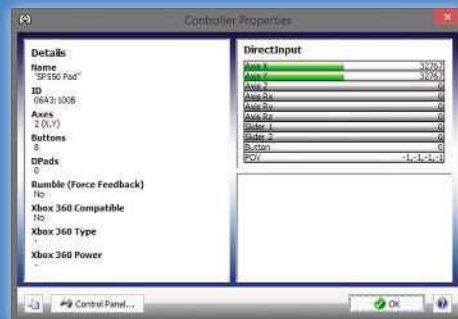 Controller Properties
Details
Name
"SP550 Pad"
ID
06A3:100B
Axes
2 (X,Y)
Buttons
8
DPads
0
Rumble (Force Feedback)
No
Xbox 360 Compatible
No
Xbox 360 Type
-
Xbox 360 Power
-
DirectInput
Axis X 32767
Axis Y 32767
Axis Z 0
Axis Rx 0
Axis Ry 0
Axis Rz 0
Slider 1 0
Slider 2 0
Button 0
POV -1,-1,-1,-1
Control Panel...
OK